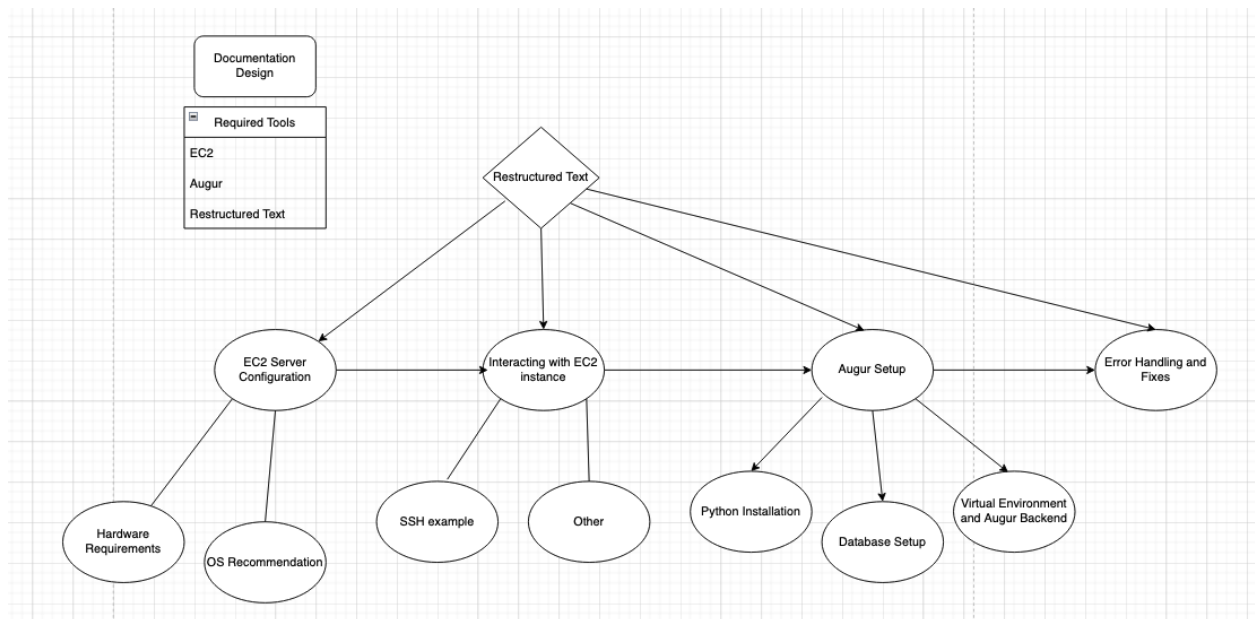 Documentation
Design
Required Tools
EC2
Augur
Restructured Text
Restructured Text
EC2 Server
Configuration
Interacting with EC2
instance
Augur Setup
Error Handling and
Fixes
Hardware
Requirements
OS Recommendation
SSH example
Other
Python Installation
Database Setup
Virtual Environment
and Augur Backend